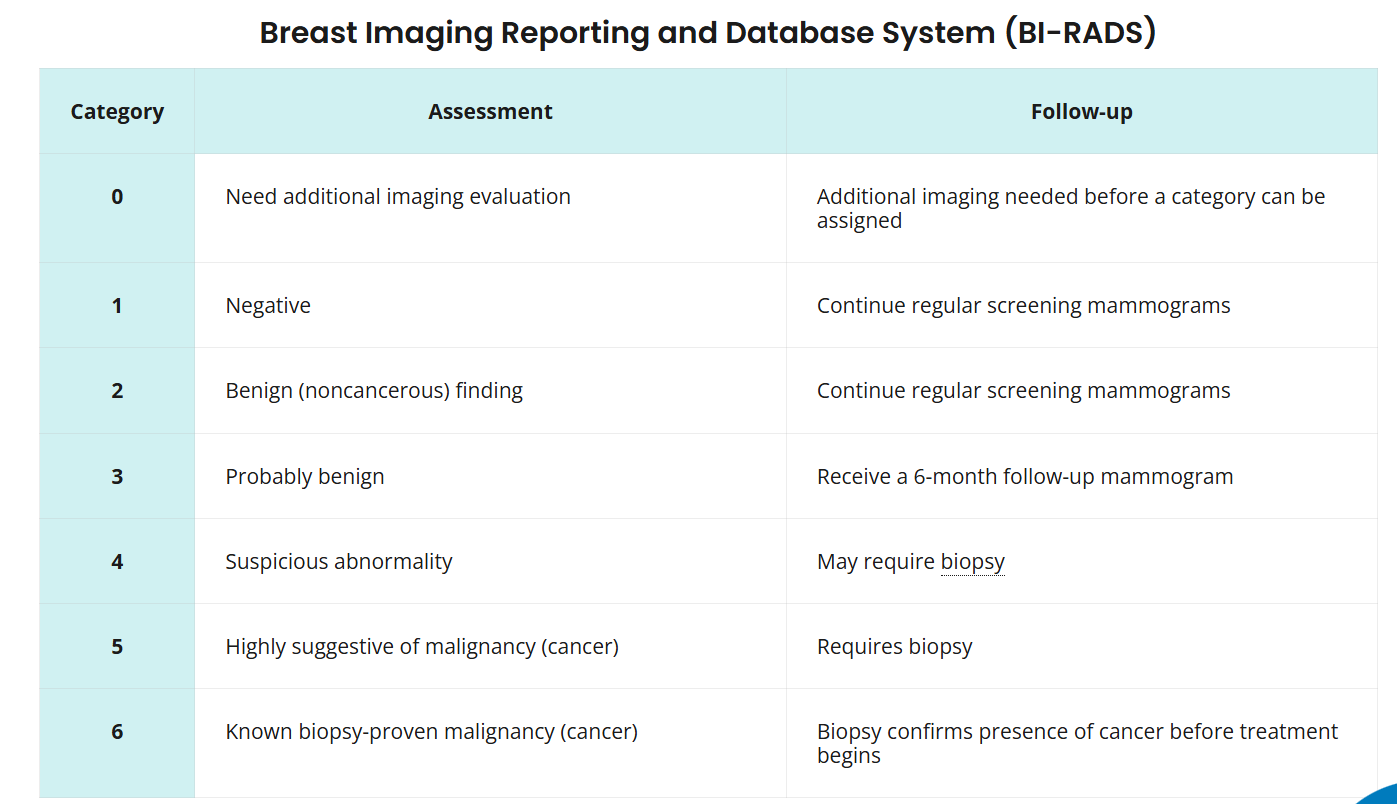 Breast Imaging Reporting and Database System (BI-RADS)
Category Assessment Follow-up
0 Need additional imaging evaluation Additional imaging needed before a category can be
assigned
1 Negative Continue regular screening mammograms
2 Benign (noncancerous) finding Continue regular screening mammograms
3 Probably benign Receive a 6-month follow-up mammogram
4 Suspicious abnormality May require biopsy
5 Highly suggestive of malignancy (cancer) Requires biopsy
6 Known biopsy-proven malignancy (cancer) Biopsy confirms presence of cancer before treatment
begins